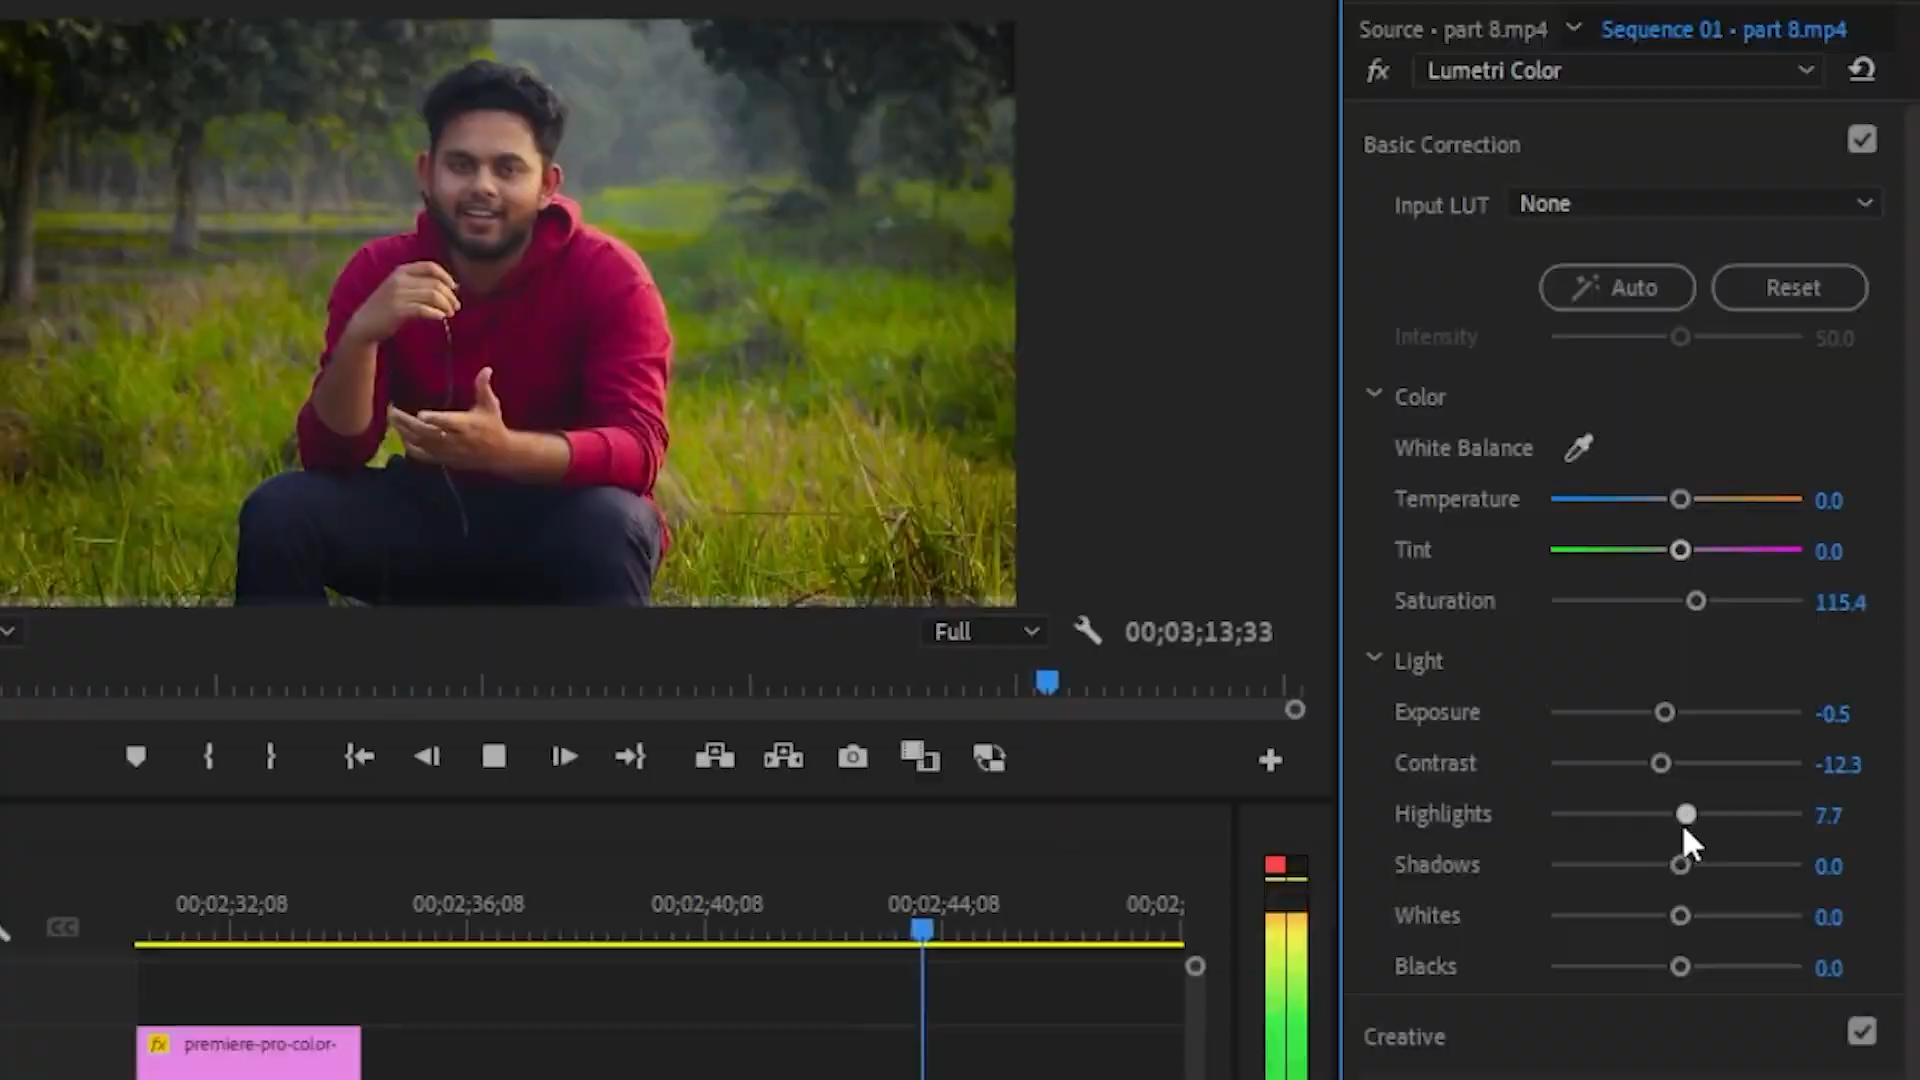 Source · part 8.mp4
Sequence 01 · part 8.mp4
fx
Lumetri Color
Basic Correction
Input LUT
None
Auto
Reset
Intensity
50.0
Color
White Balance
Temperature
0.0
Tint
0.0
Saturation
115.4
Light
Exposure
-0.5
Contrast
-12.3
Highlights
7.7
Shadows
0.0
Whites
0.0
Blacks
0.0
Creative
Full
00;03;13;33
00;02;32;08
00;02;36;08
00;02;40;08
00;02;44;08
00;02;
CC
fx
premiere-pro-color-